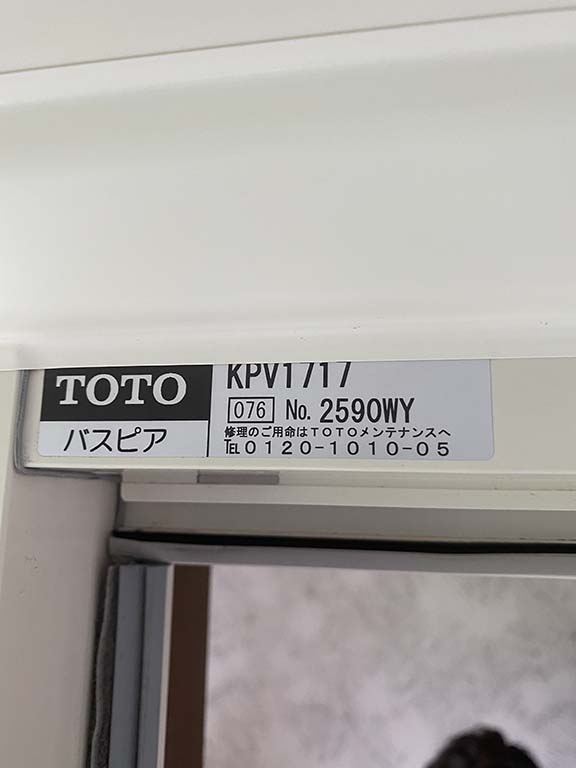 TOTO
バスピア
KPV1717
076 No. 2590WY
修理のご用命はTOTOメンテナンスへ
℡0120-1010-05